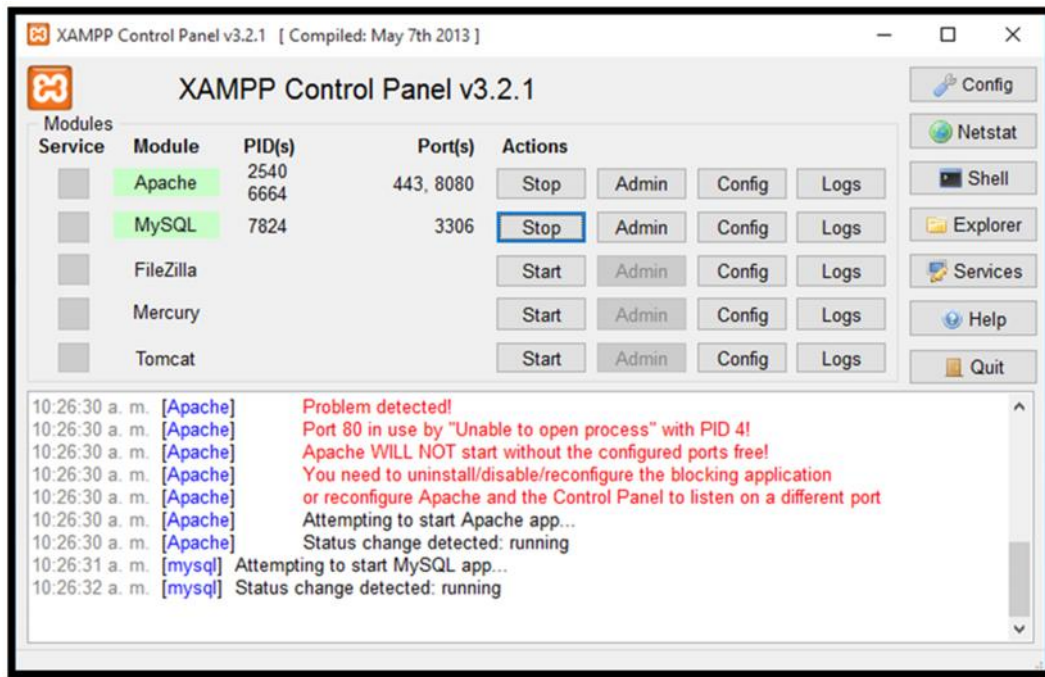 XAMPP Control Panel v3.2.1 [ Compiled: May 7th 2013 ]
XAMPP Control Panel v3.2.1
Config
Modules
Netstat
Service Module PID(s) Port(s) Actions
Apache 2540 6664 443, 8080 Stop Admin Config Logs
Shell
MySQL 7824 3306 Stop Admin Config Logs
Explorer
FileZilla Start Admin Config Logs
Services
Mercury Start Admin Config Logs
Help
Tomcat Start Admin Config Logs
Quit
10:26:30 a. m. [Apache] Problem detected!
10:26:30 a. m. [Apache] Port 80 in use by "Unable to open process" with PID 4!
10:26:30 a. m. [Apache] Apache WILL NOT start without the configured ports free!
10:26:30 a. m. [Apache] You need to uninstall/disable/reconfigure the blocking application
10:26:30 a. m. [Apache] or reconfigure Apache and the Control Panel to listen on a different port
10:26:30 a. m. [Apache] Attempting to start Apache app...
10:26:30 a. m. [Apache] Status change detected: running
10:26:31 a. m. [mysql] Attempting to start MySQL app...
10:26:32 a. m. [mysql] Status change detected: running